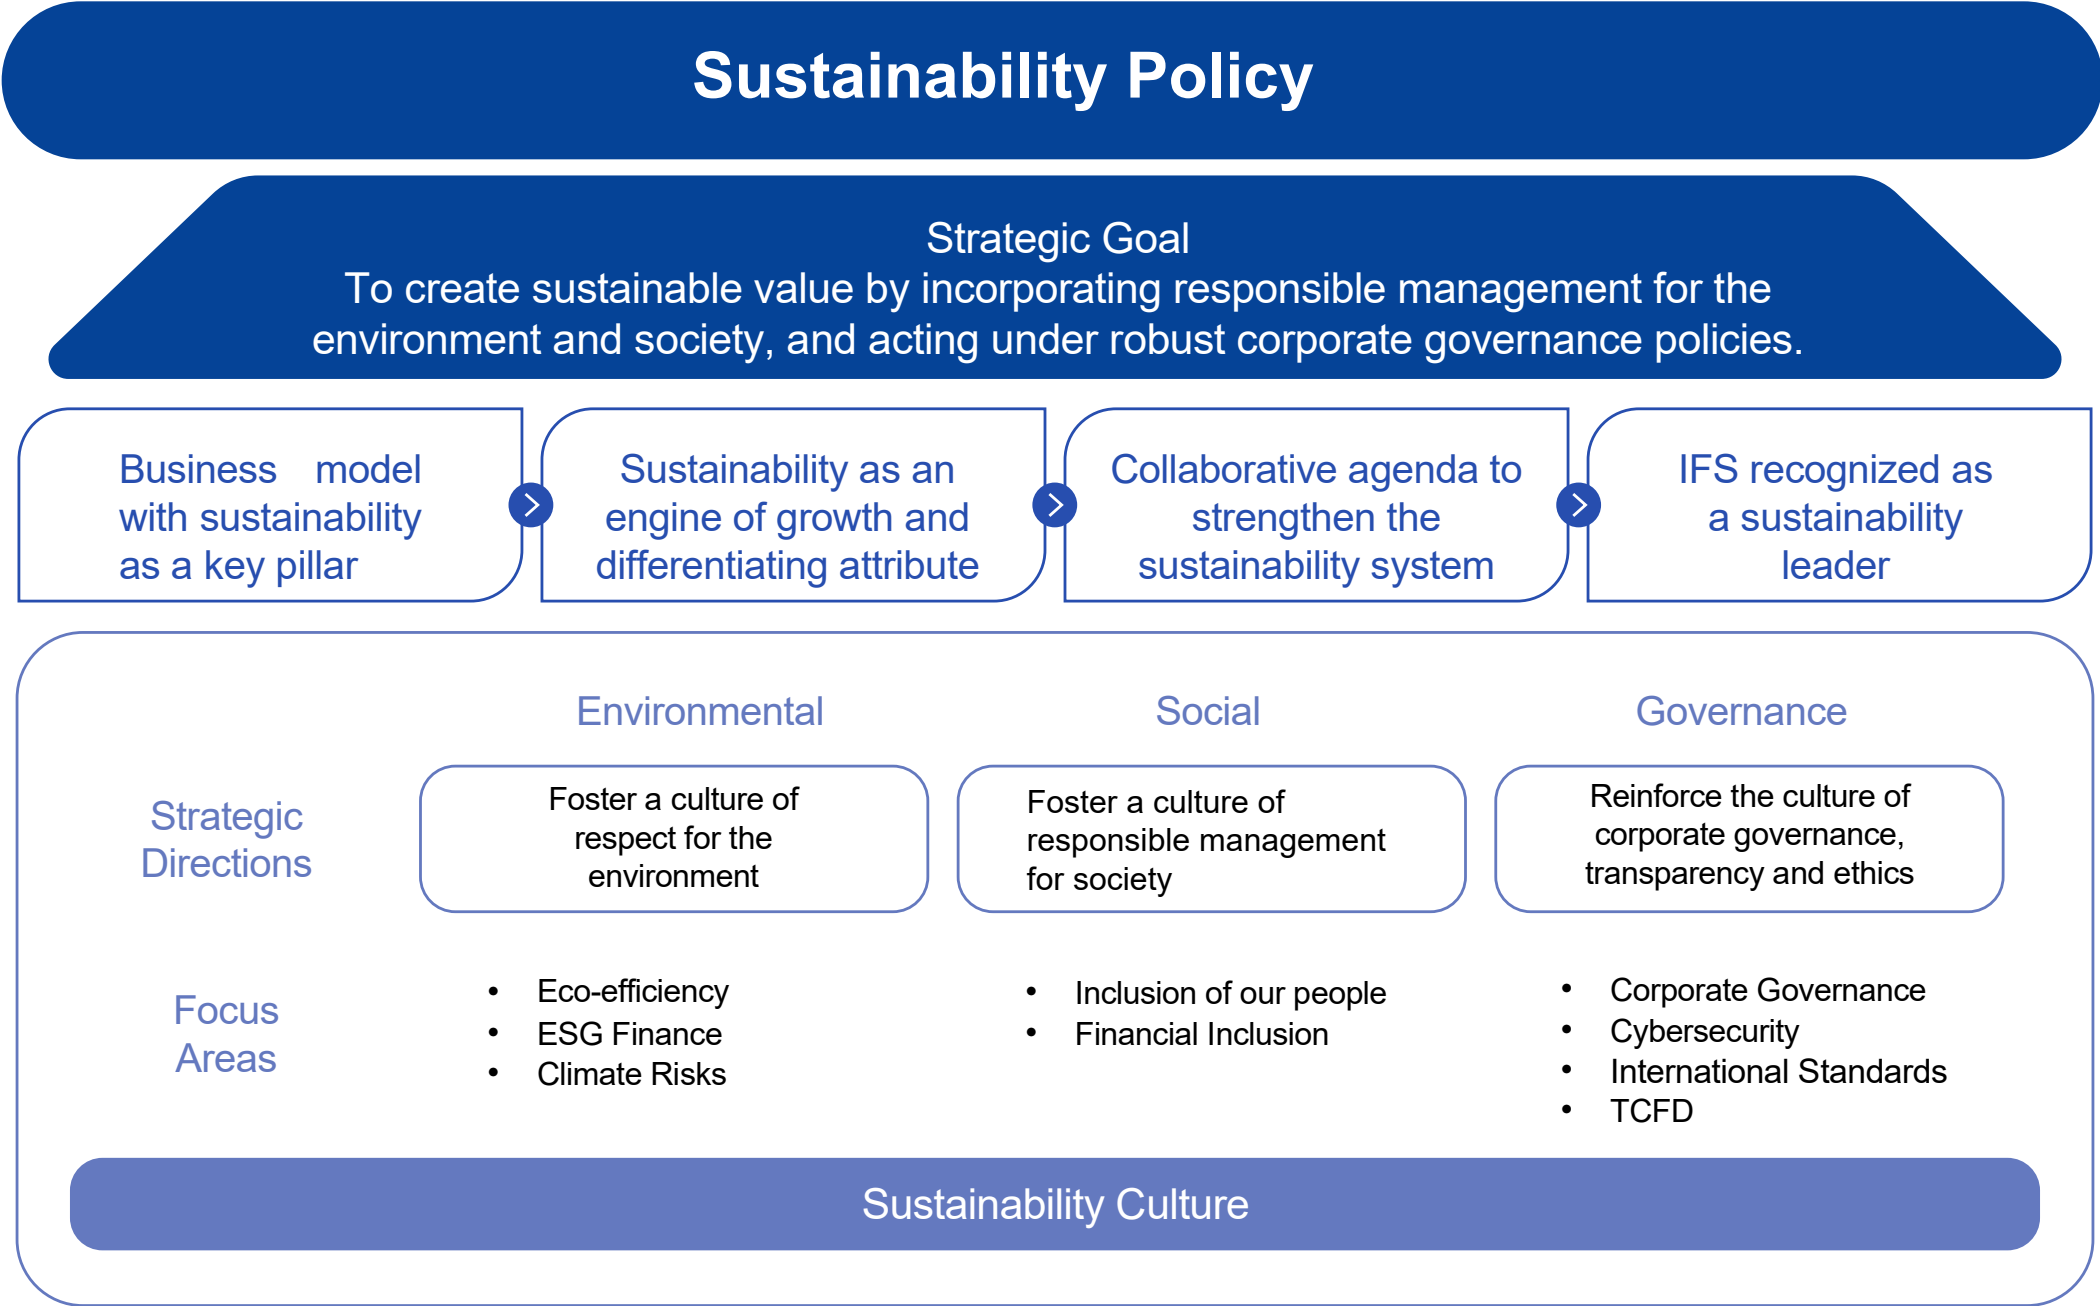 Sustainability Policy
Strategic Goal
To create sustainable value by incorporating responsible management for the
environment and society, and acting under robust corporate governance policies.
Business model
with sustainability
as a key pillar
Sustainability as an
engine of growth and
differentiating attribute
Collaborative agenda to
strengthen the
sustainability system
IFS recognized as
a sustainability
leader
Environmental
Social
Governance
Strategic
Directions
Foster a culture of
respect for the
environment
Foster a culture of
responsible management
for society
Reinforce the culture of
corporate governance,
transparency and ethics
Focus
Areas
• Eco-efficiency
• ESG Finance
• Climate Risks
• Inclusion of our people
• Financial Inclusion
• Corporate Governance
• Cybersecurity
• International Standards
• TCFD
Sustainability Culture